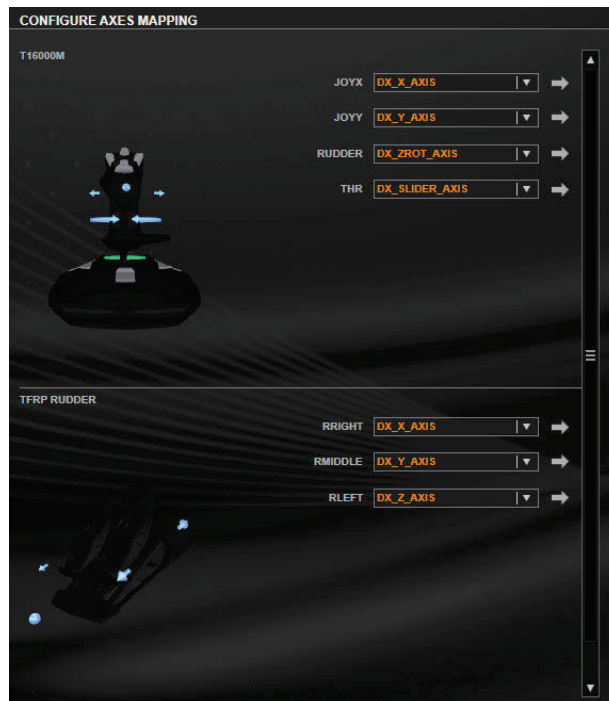 CONFIGURE AXES MAPPING
T16000M
JOYX DX_X_AXIS
JOYY DX_Y_AXIS
RUDDER DX_ZROT_AXIS
THR DX_SLIDER_AXIS
TFRP RUDDER
RRIGHT DX_X_AXIS
RMIDDLE DX_Y_AXIS
RLEFT DX_Z_AXIS